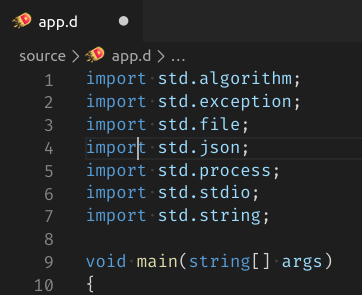 app.d
source > app.d > ...
1 import std.algorithm;
2 import std.exception;
3 import std.file;
4 import std.json;
5 import std.process;
6 import std.stdio;
7 import std.string;
8
9 void main(string[] args)
10 {